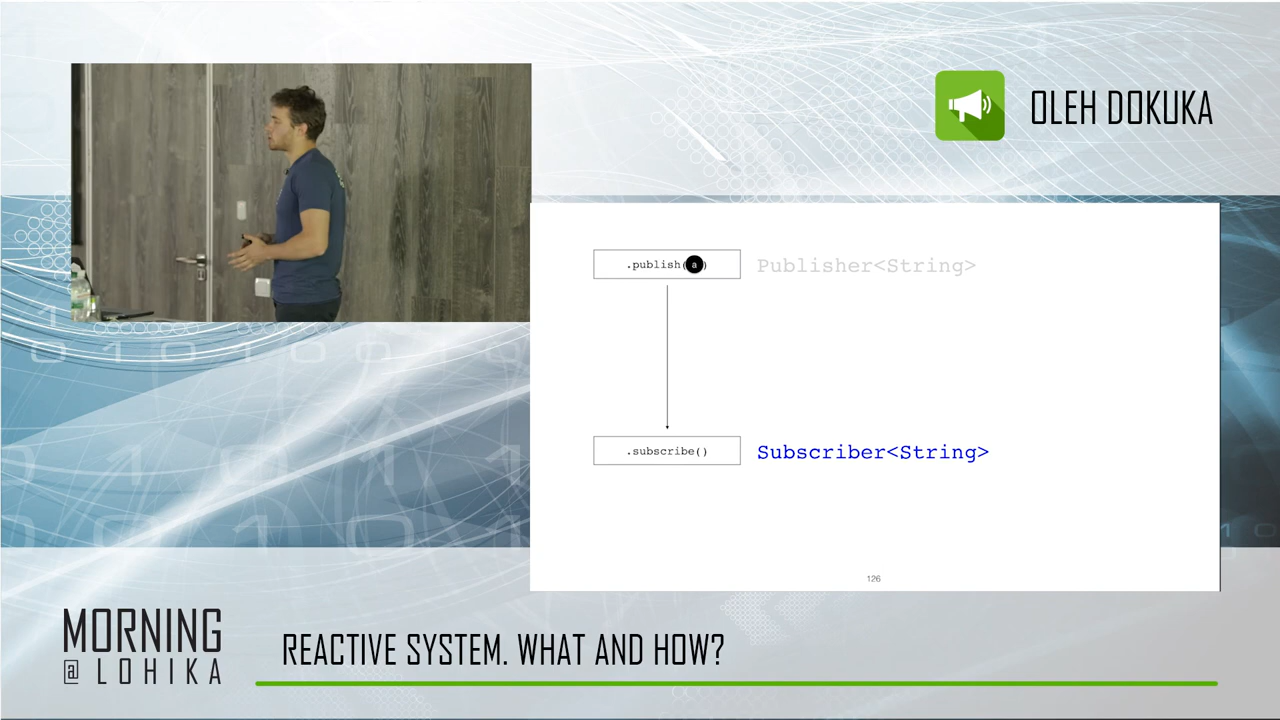 OLEH DOKUKA
.publish(a)
Publisher<String>
.subscribe()
Subscriber<String>
126
MORNING
@ LOHIKA
REACTIVE SYSTEM. WHAT AND HOW?